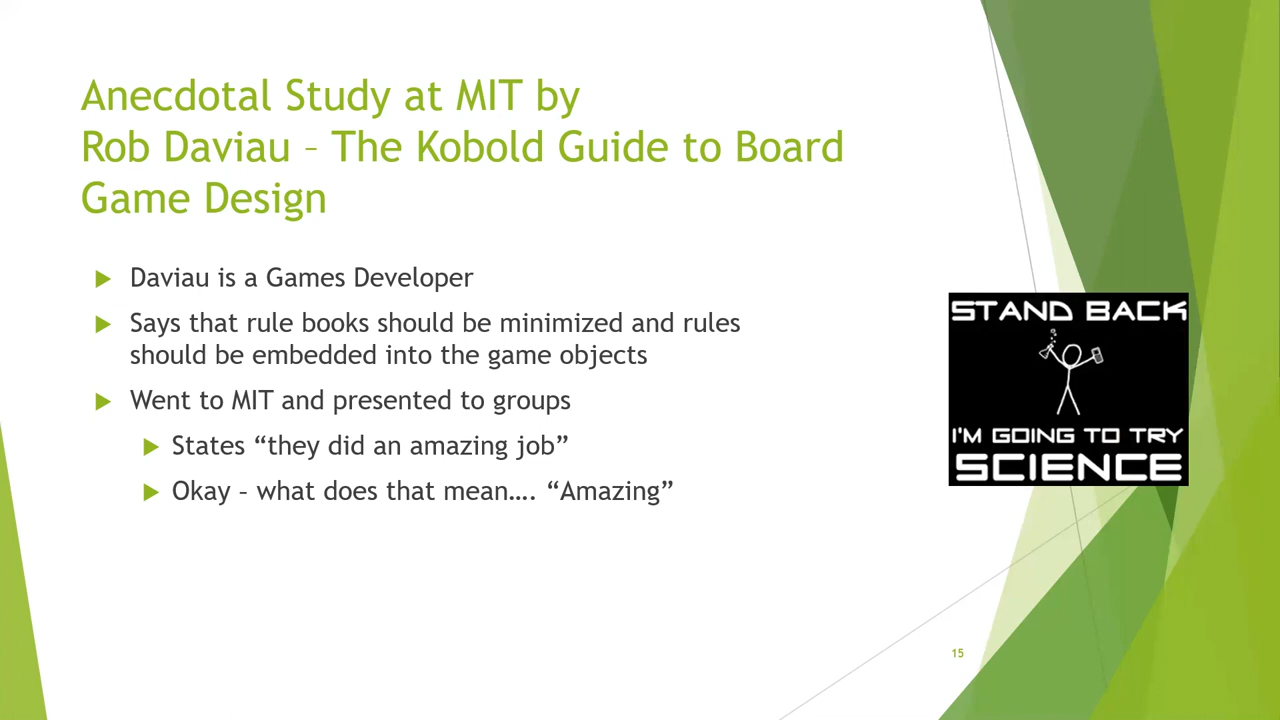 Anecdotal Study at MIT by
Rob Daviau – The Kobold Guide to Board
Game Design
Daviau is a Games Developer
Says that rule books should be minimized and rules
should be embedded into the game objects
Went to MIT and presented to groups
States “they did an amazing job”
Okay – what does that mean…. “Amazing”
STAND BACK
I'M GOING TO TRY
SCIENCE
15